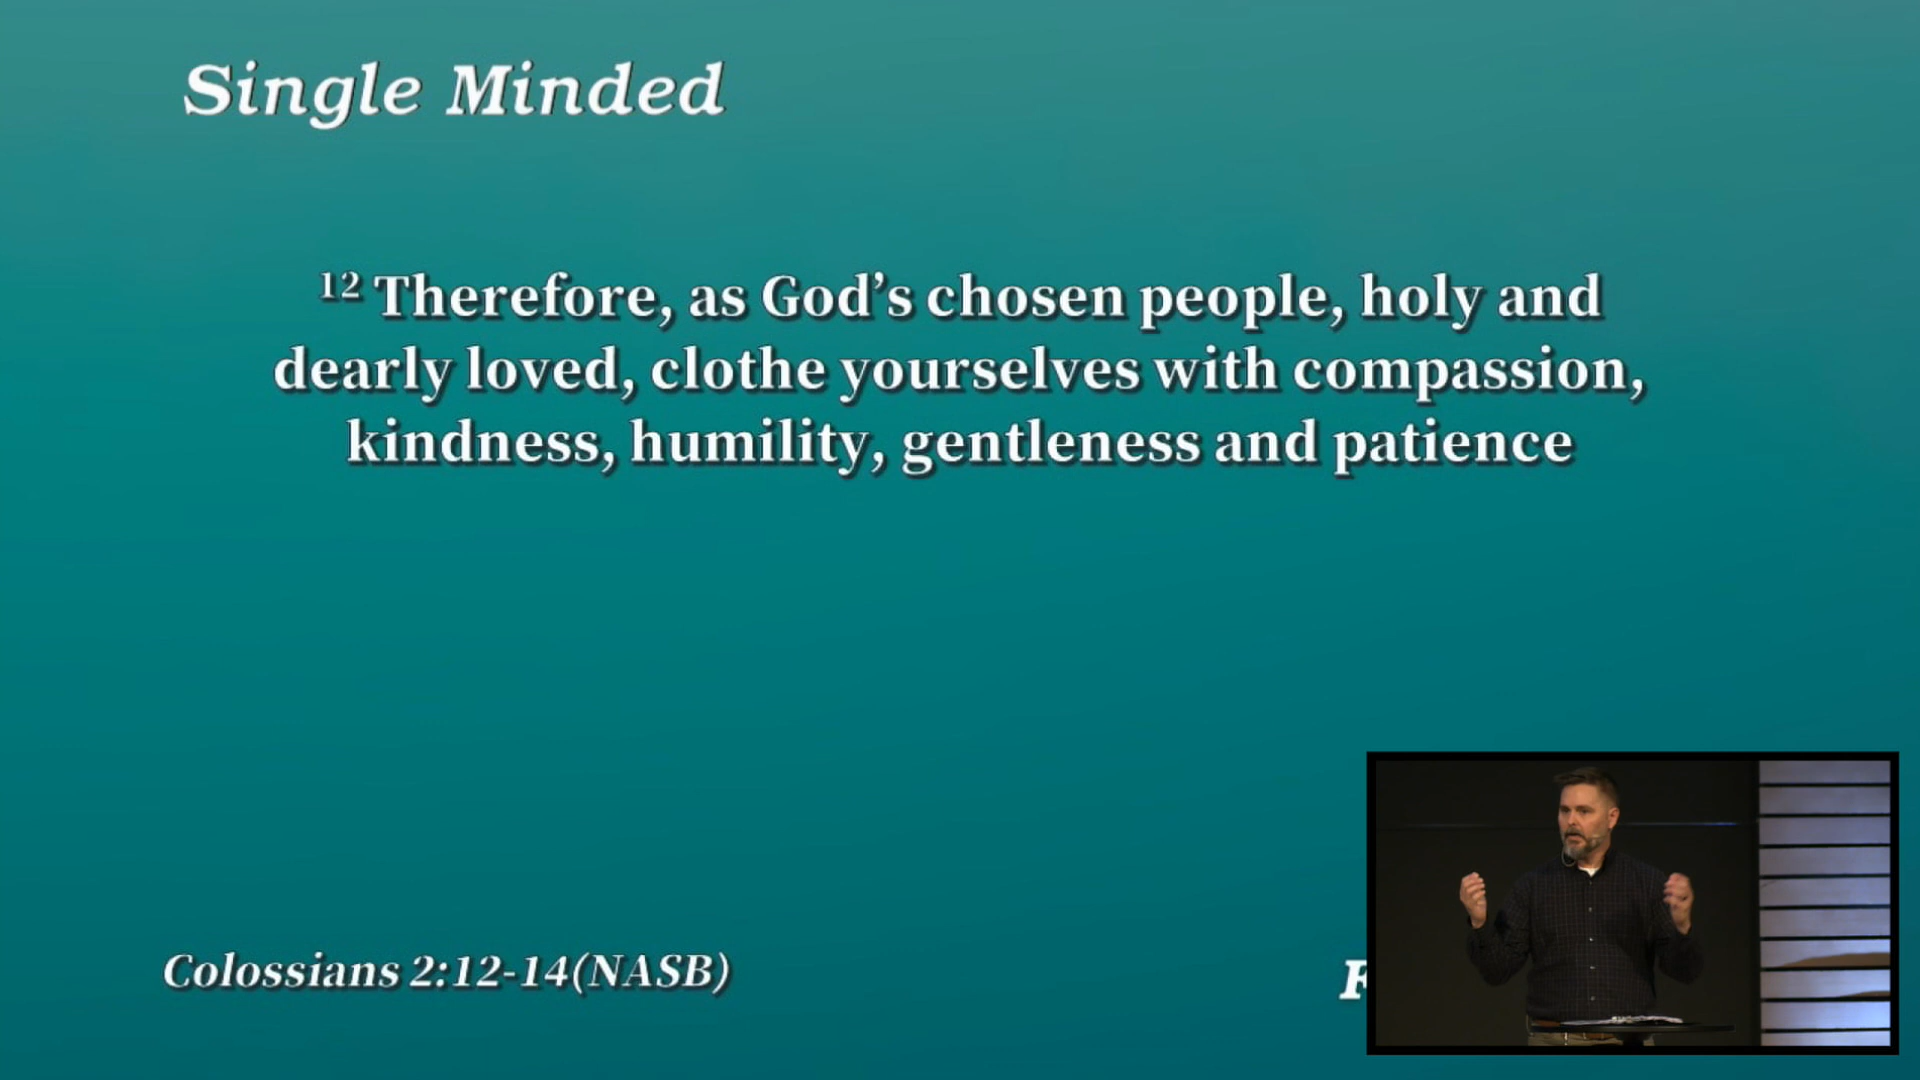 Single Minded
12 Therefore, as God’s chosen people, holy and
dearly loved, clothe yourselves with compassion,
kindness, humility, gentleness and patience
Colossians 2:12-14(NASB)